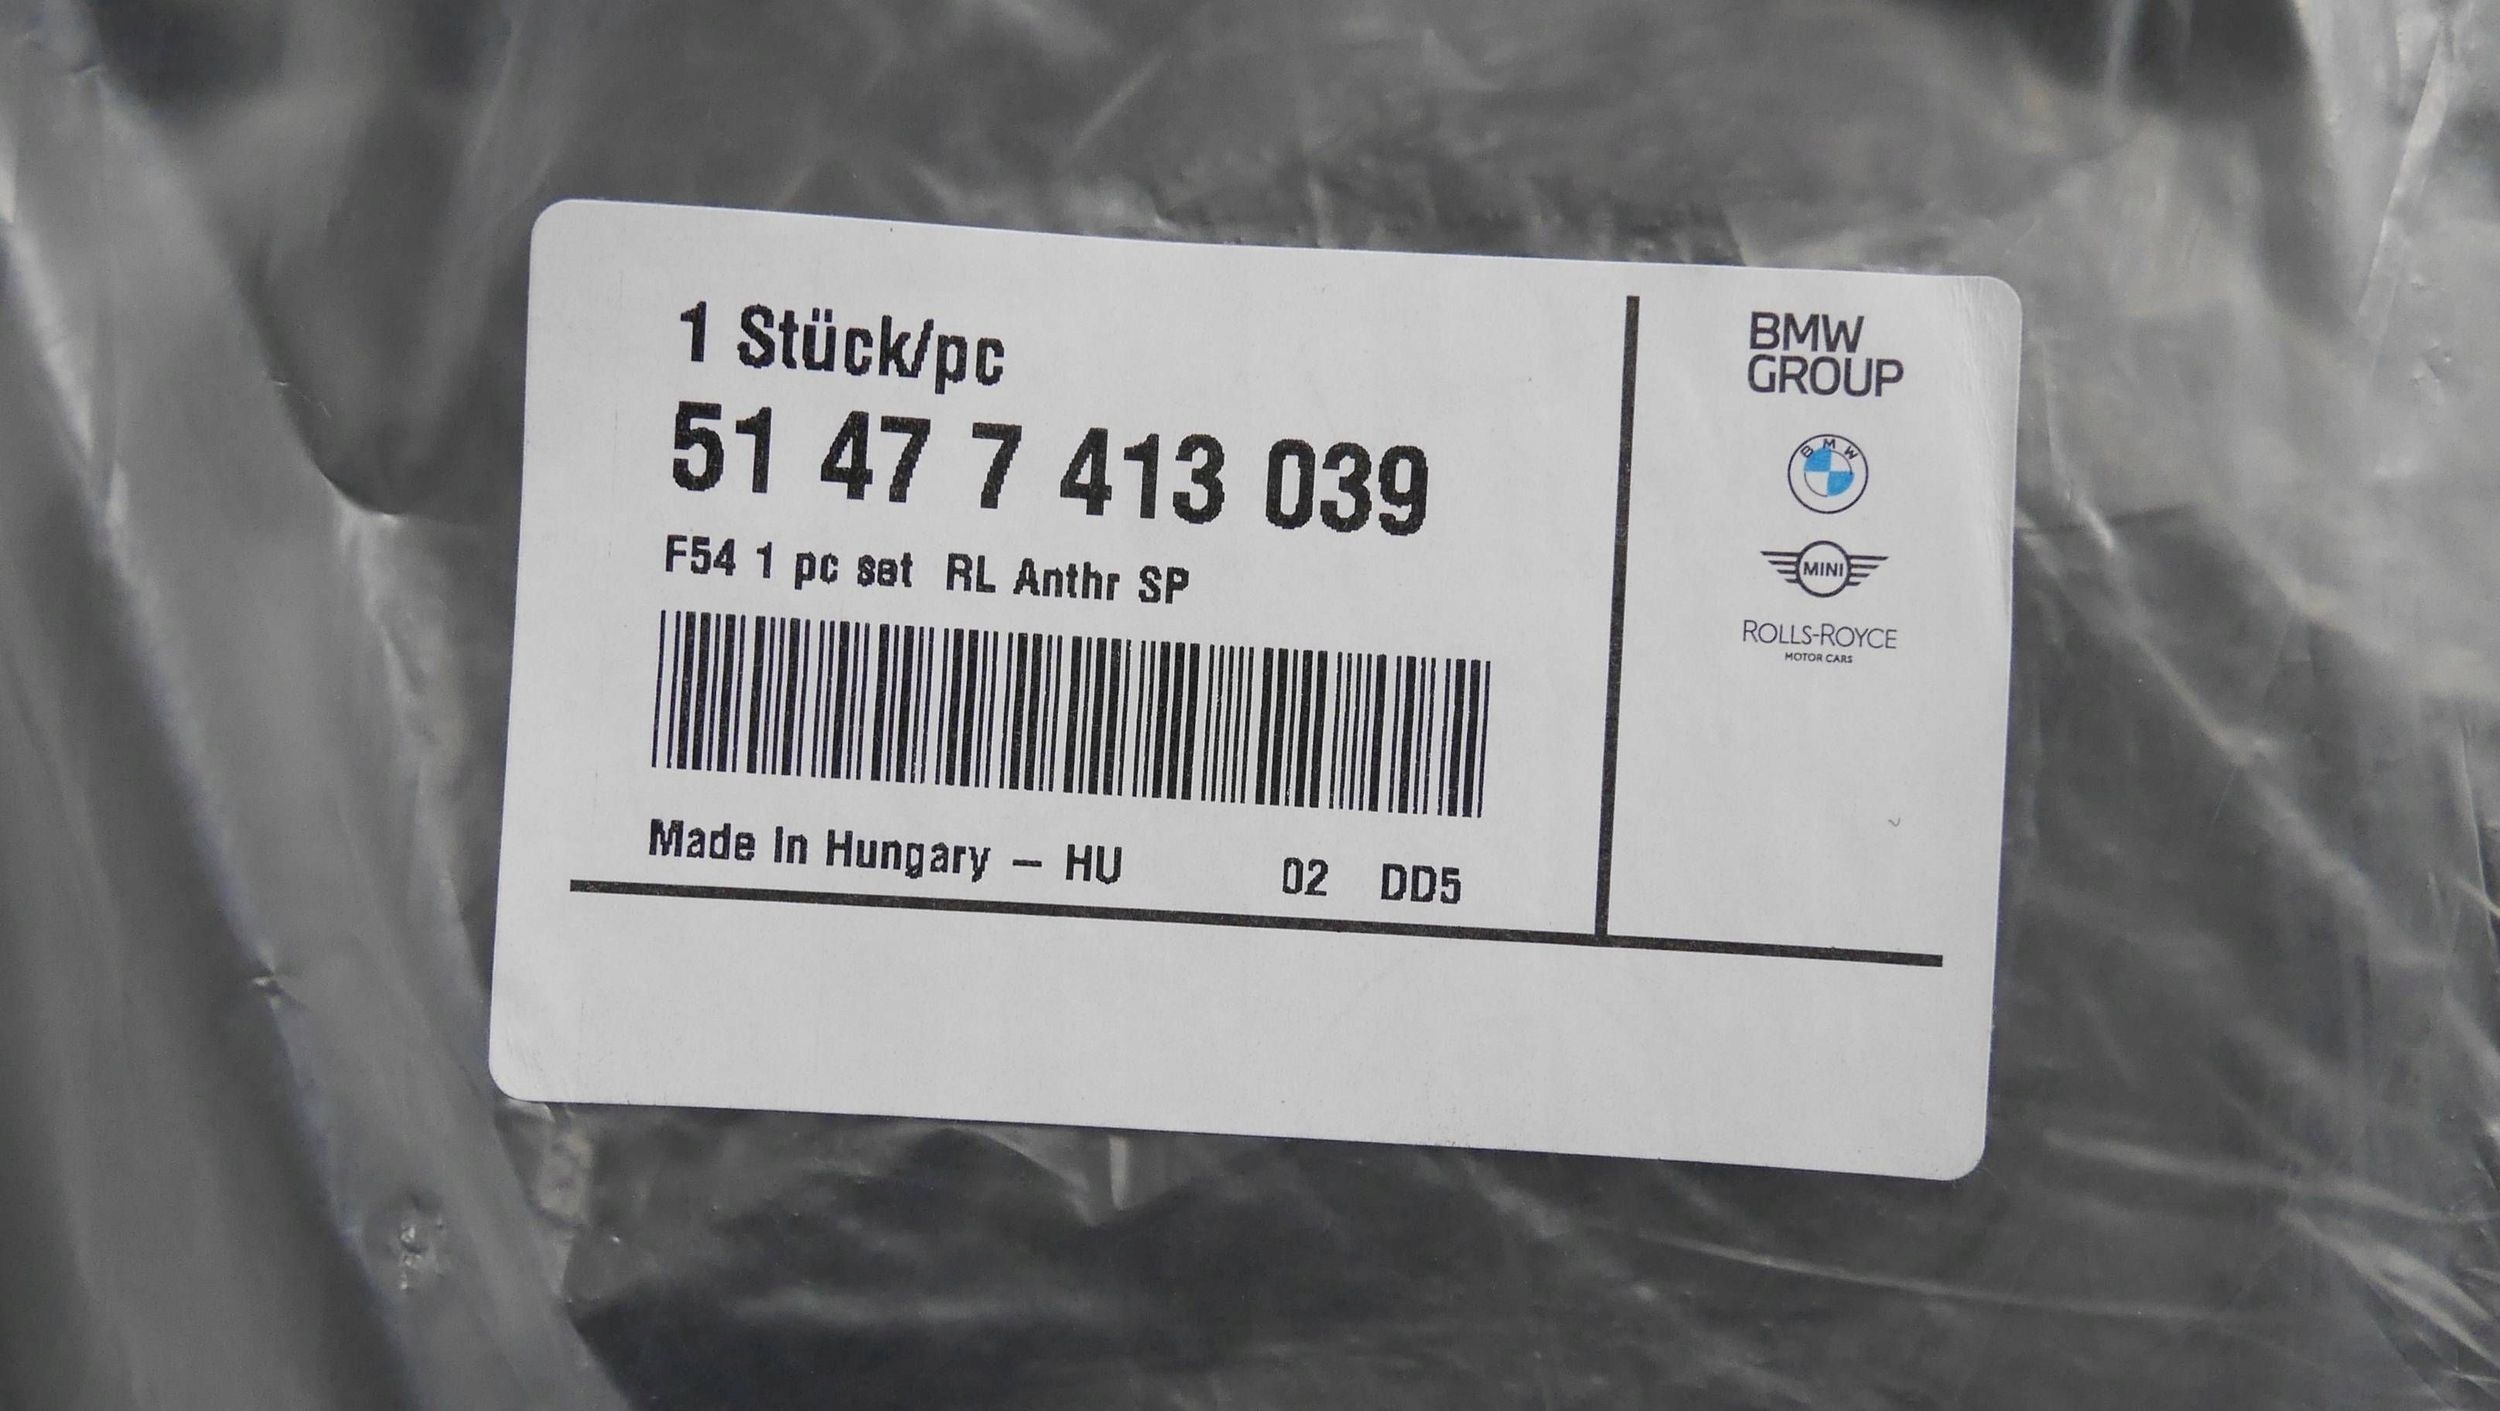 1 Stück/pc
51 47 7 413 039
F54 1 pc set RL Anthr SP
Made In Hungary – HU 02 DD5
BMW
GROUP
BMW
MINI
ROLLS-ROYCE
MOTOR CARS